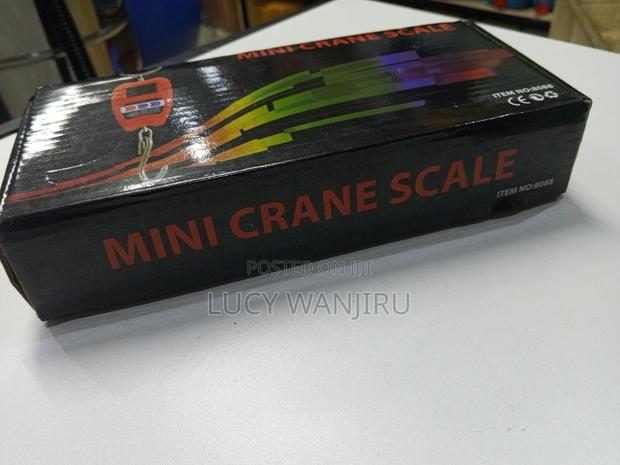 MINI CRANE SCALE
ITEM NO:8088
CE
MINI CRANE SCALE
ITEM NO:8088
POSTED ON JIJI
LUCY WANJIRU